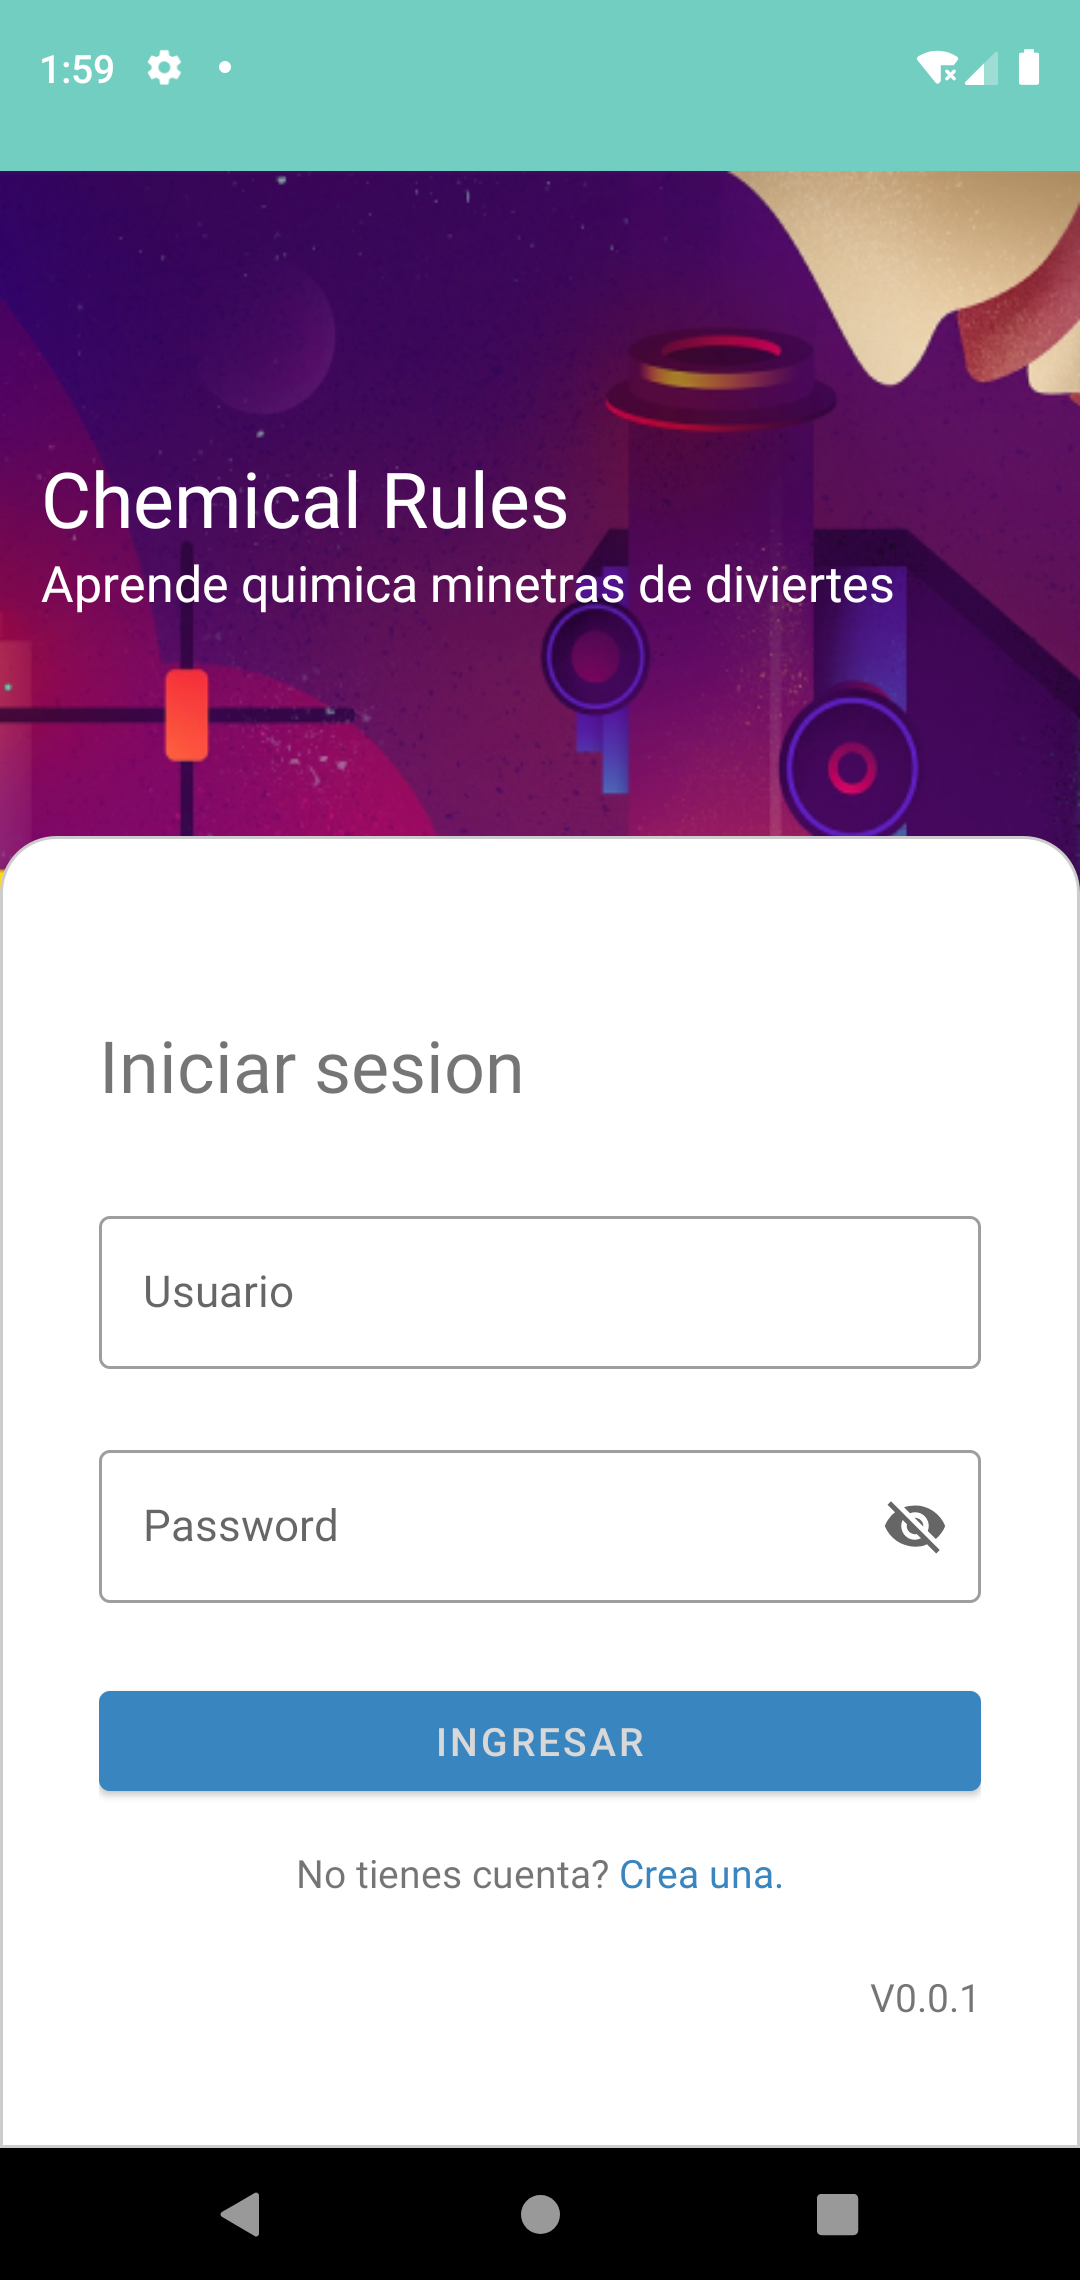 1:59
Chemical Rules
Aprende quimica minetras de diviertes
Iniciar sesion
Usuario
Password
INGRESAR
No tienes cuenta? Crea una.
V0.0.1